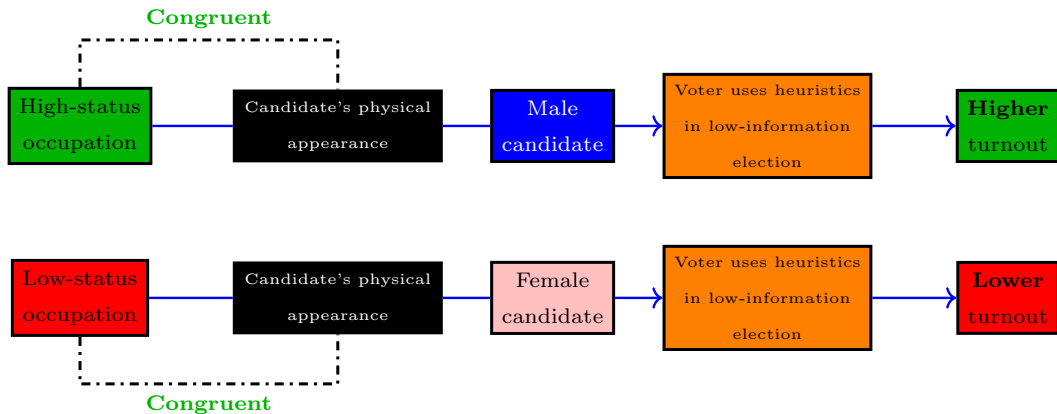 Congruent
High-status
occupation
Candidate's physical
appearance
Male
candidate
Voter uses heuristics
in low-information
election
Higher
turnout
Low-status
occupation
Candidate's physical
appearance
Female
candidate
Voter uses heuristics
in low-information
election
Lower
turnout
Congruent